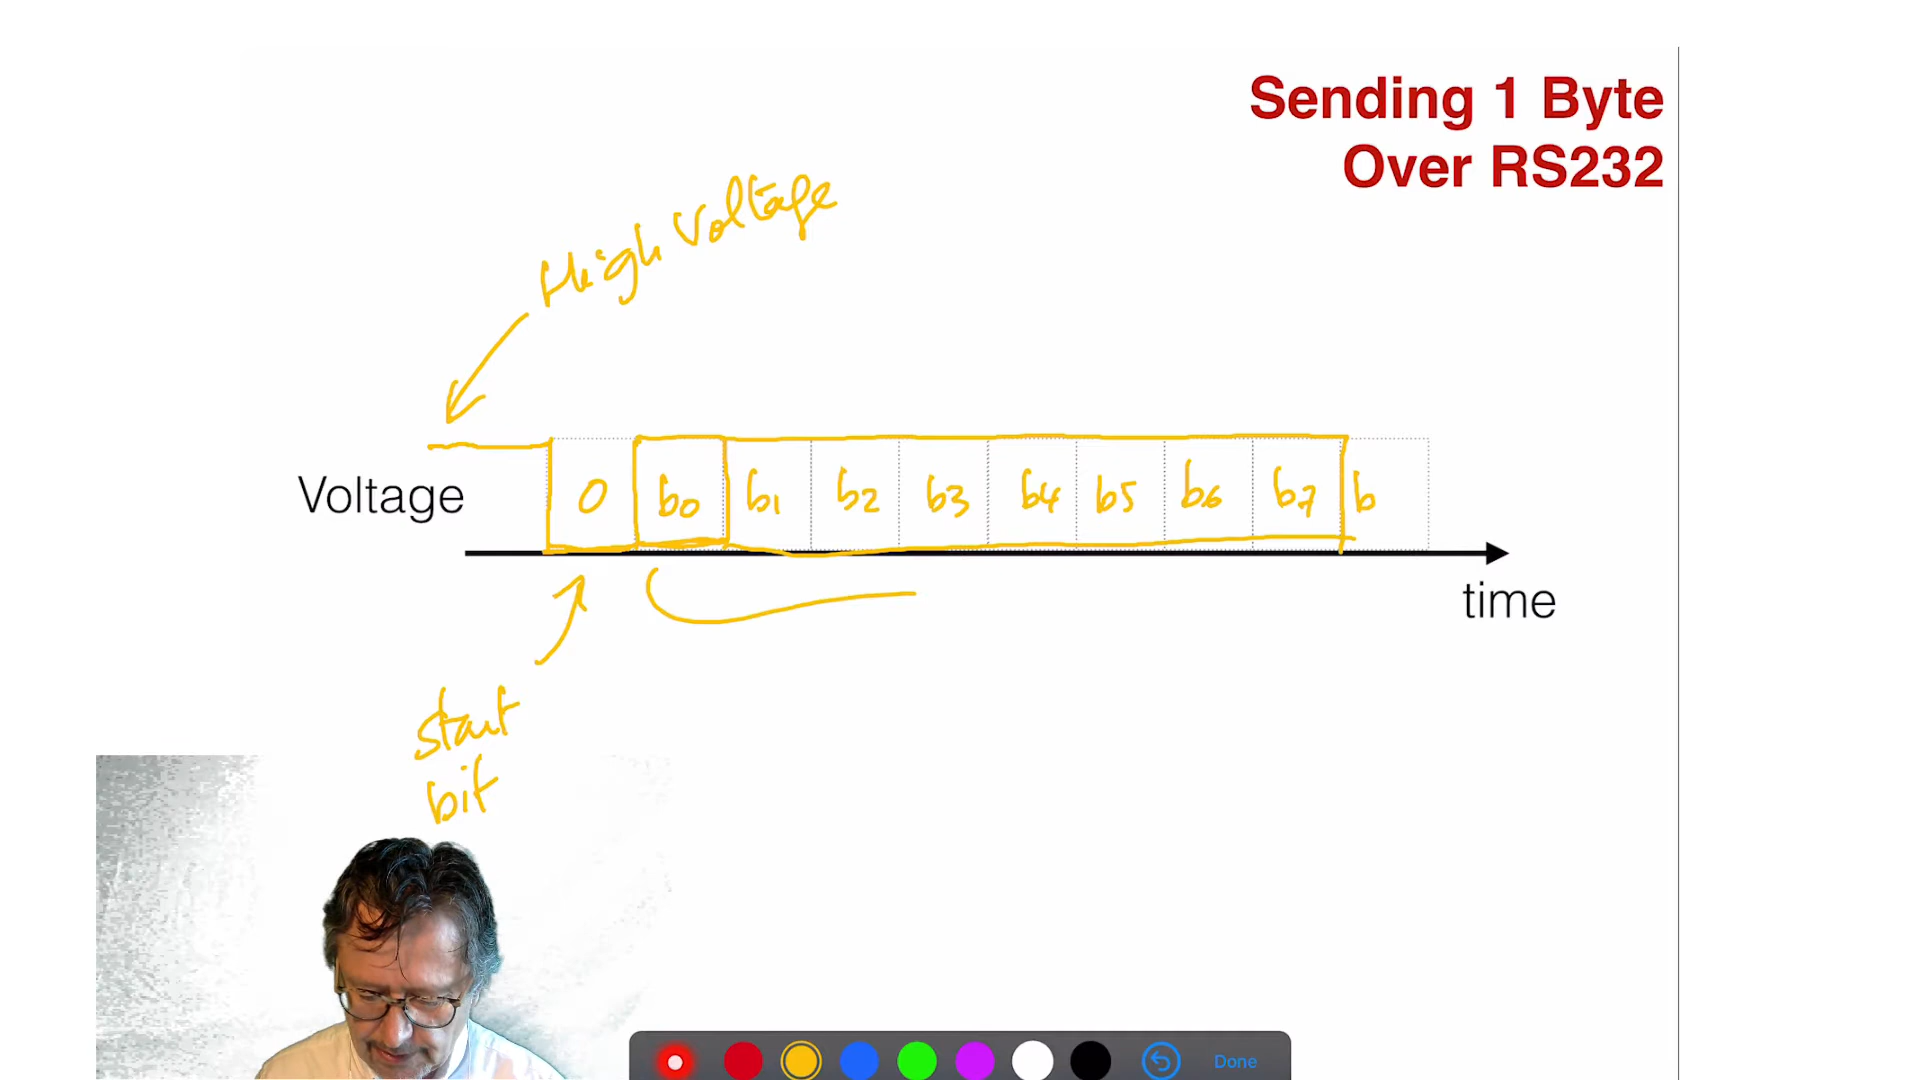 Sending 1 Byte
Over RS232
High Voltage
Voltage
0 b0 b1 b2 b3 b4 b5 b6 b7 b
time
start
bit
Done